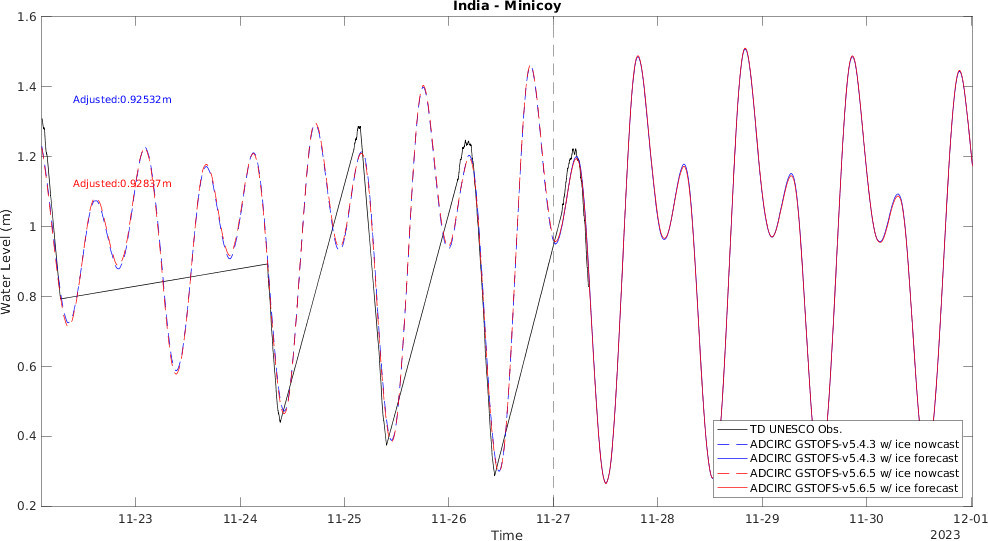 India - Minicoy
1.6
1.4
1.2
1
0.8
0.6
0.4
0.2
Water Level (m)
Adjusted:0.92532m
Adjusted:0.92837m
TD UNESCO Obs.
ADCIRC GSTOFS-v5.4.3 w/ ice nowcast
ADCIRC GSTOFS-v5.4.3 w/ ice forecast
ADCIRC GSTOFS-v5.6.5 w/ ice nowcast
ADCIRC GSTOFS-v5.6.5 w/ ice forecast
11-23 11-24 11-25 11-26 11-27 11-28 11-29 11-30 12-01
Time
2023